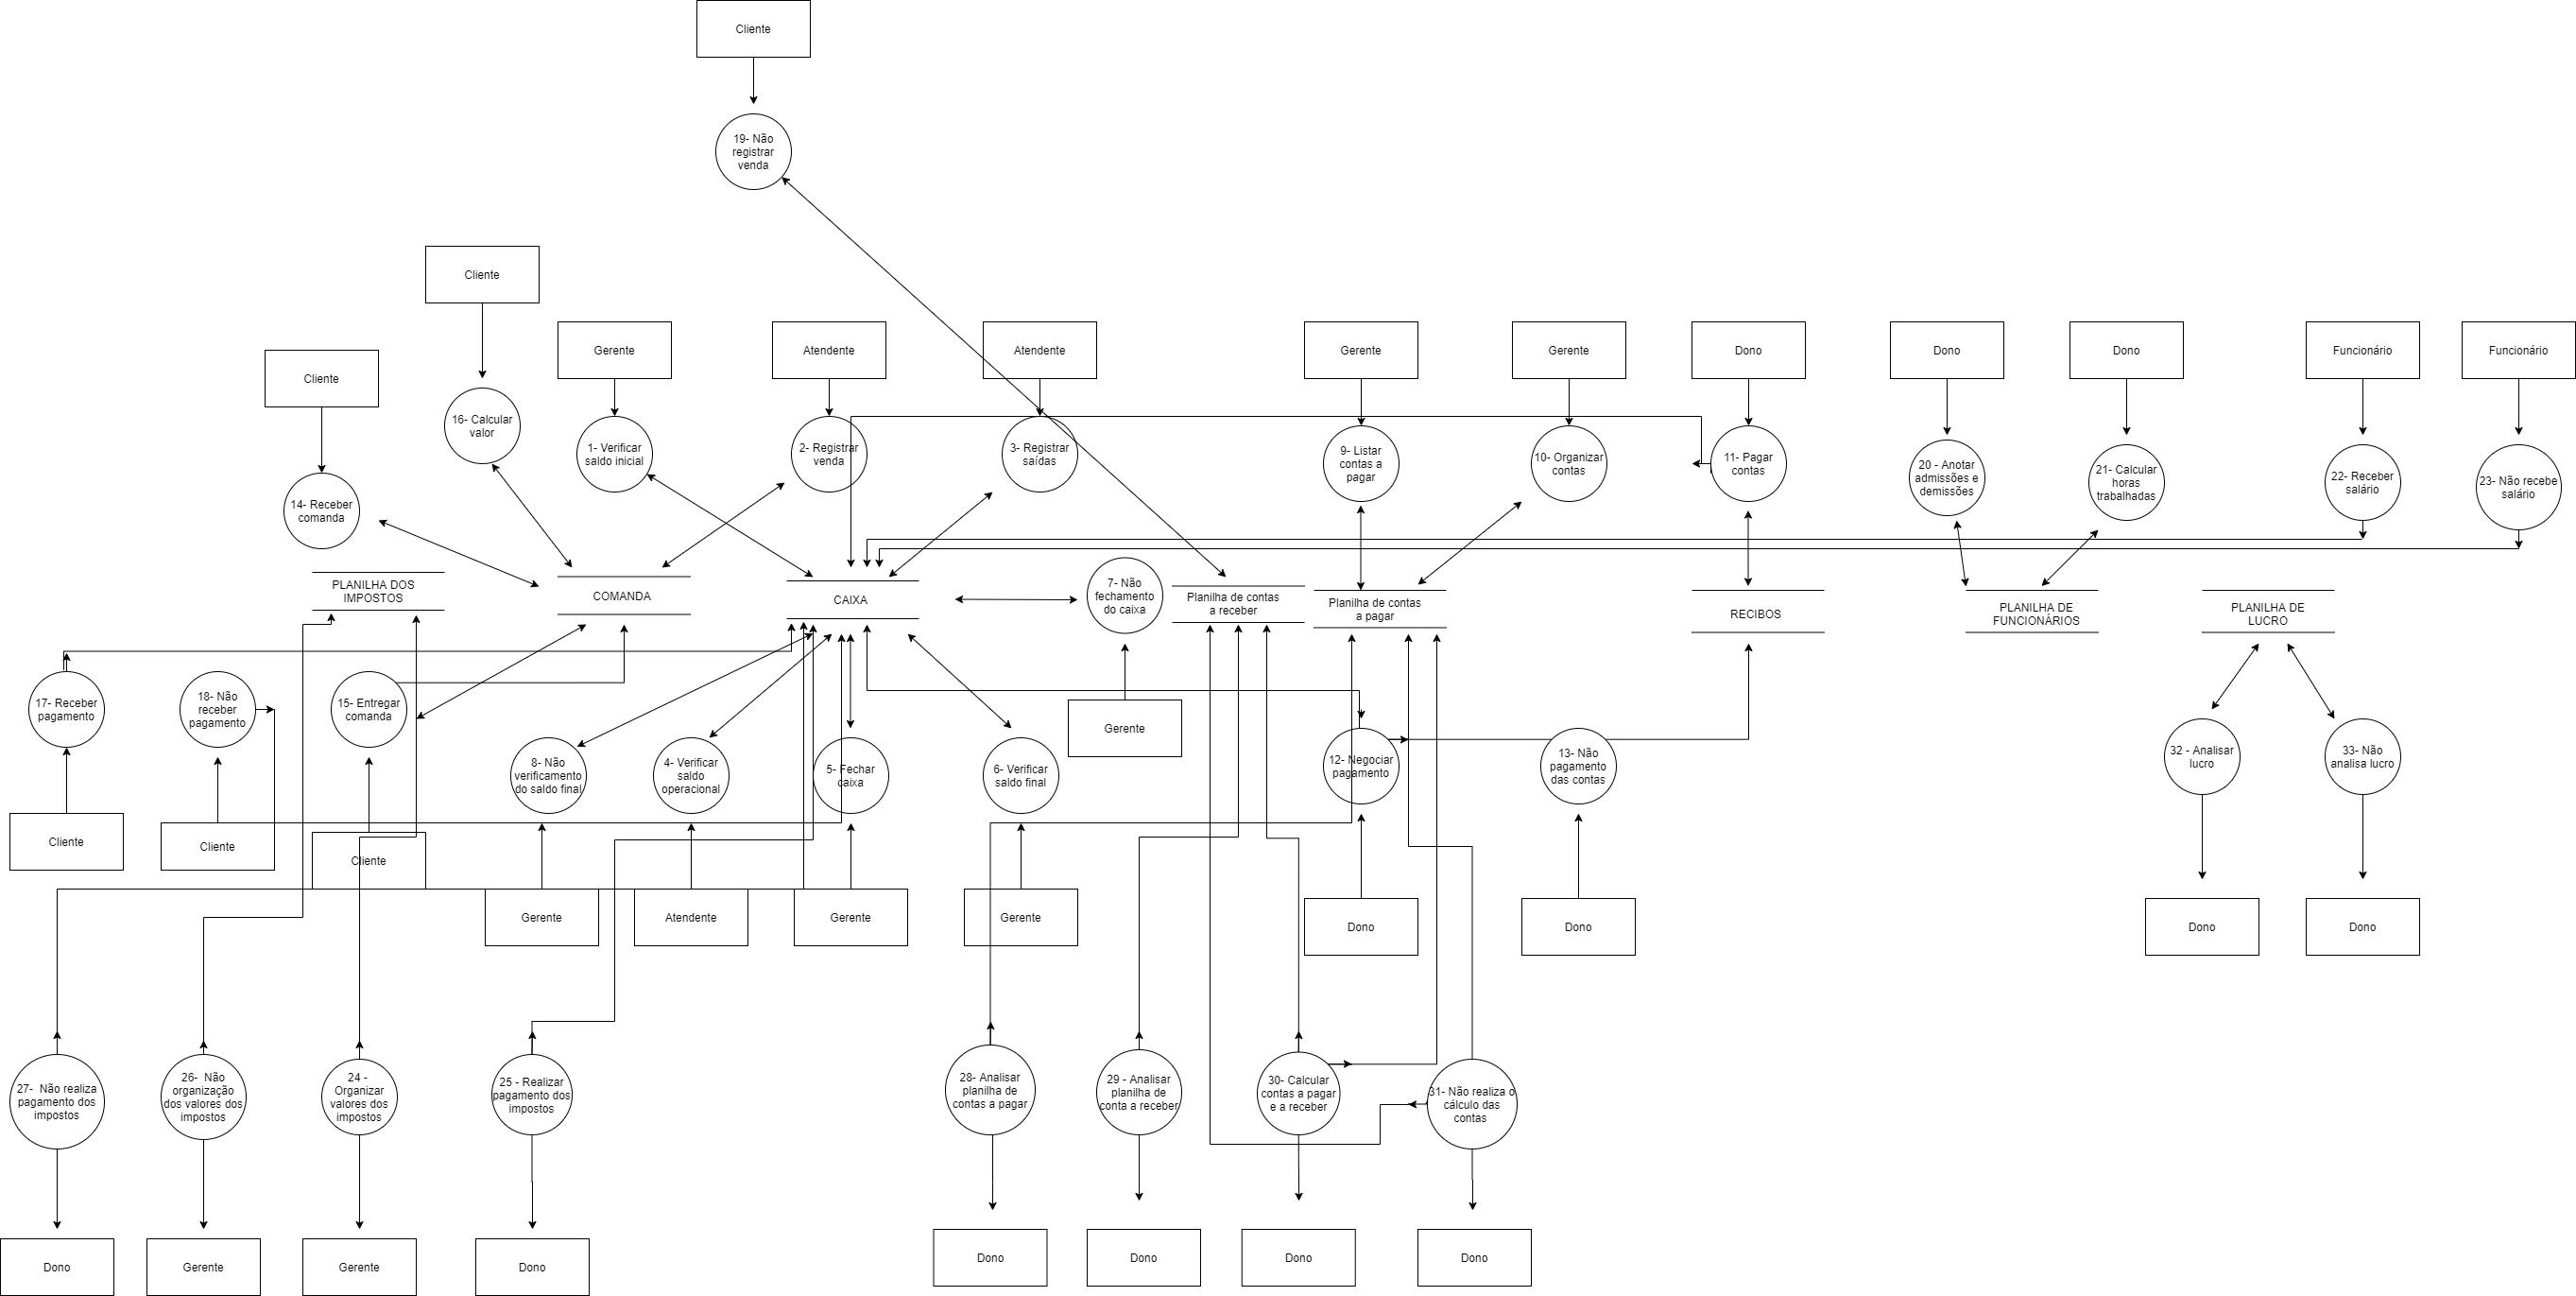 Cliente
19- Não
registrar
venda
Cliente
Cliente
Gerente
Atendente
Atendente
Gerente
Gerente
Dono
Dono
Dono
Funcionário
Funcionário
14- Receber
comanda
16- Calcular
valor
1- Verificar
saldo inicial
2- Registrar
venda
3- Registrar
saídas
9- Listar
contas a
pagar
10- Organizar
contas
11- Pagar
contas
20 - Anotar
admissões e
demissões
21- Calcular
horas
trabalhadas
22- Receber
salário
23- Não recebe
salário
PLANILHA DOS
IMPOSTOS
COMANDA
CAIXA
7- Não
fechamento
do caixa
Planilha de contas
a receber
Planilha de contas
a pagar
RECIBOS
PLANILHA DE
FUNCIONÁRIOS
PLANILHA DE
LUCRO
17- Receber
pagamento
18- Não
receber
pagamento
15- Entregar
comanda
8- Não
verificamento
do saldo final
4- Verificar
saldo
operacional
5- Fechar
caixa
6- Verificar
saldo final
Gerente
12- Negociar
pagamento
13- Não
pagamento
das contas
32 - Analisar
lucro
33- Não
analisa lucro
Cliente
Cliente
Cliente
Gerente
Atendente
Gerente
Gerente
Dono
Dono
Dono
Dono
27-  Não realiza
pagamento dos
impostos
26-  Não
organização
dos valores dos
impostos
24 -
Organizar
valores dos
impostos
25 - Realizar
pagamento dos
impostos
28- Analisar
planilha de
contas a pagar
29 - Analisar
planilha de
conta a receber
30- Calcular
contas a pagar
e a receber
31- Não realiza o
cálculo das
contas
Dono
Gerente
Gerente
Dono
Dono
Dono
Dono
Dono